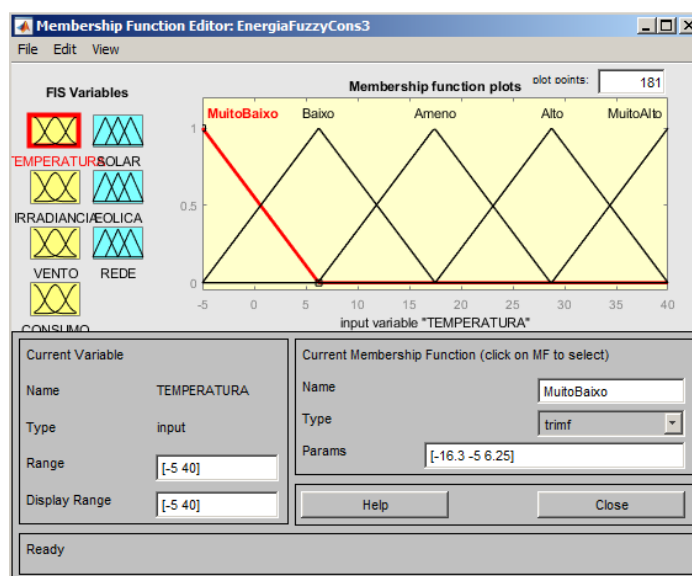 Membership Function Editor: EnergiaFuzzyCons3
File Edit View
FIS Variables
Membership function plots
plot points:
181
TEMPERATURA
SOLAR
IRRADIANCIA
EOLICA
VENTO
REDE
CONSUMO
MuitoBaixo Baixo Ameno Alto MuitoAlto
1
0.5
0
-5 0 5 10 15 20 25 30 35 40
input variable "TEMPERATURA"
Current Variable
Name TEMPERATURA
Type input
Range [-5 40]
Display Range [-5 40]
Current Membership Function (click on MF to select)
Name MuitoBaixo
Type trimf
Params [-16.3 -5 6.25]
Help Close
Ready